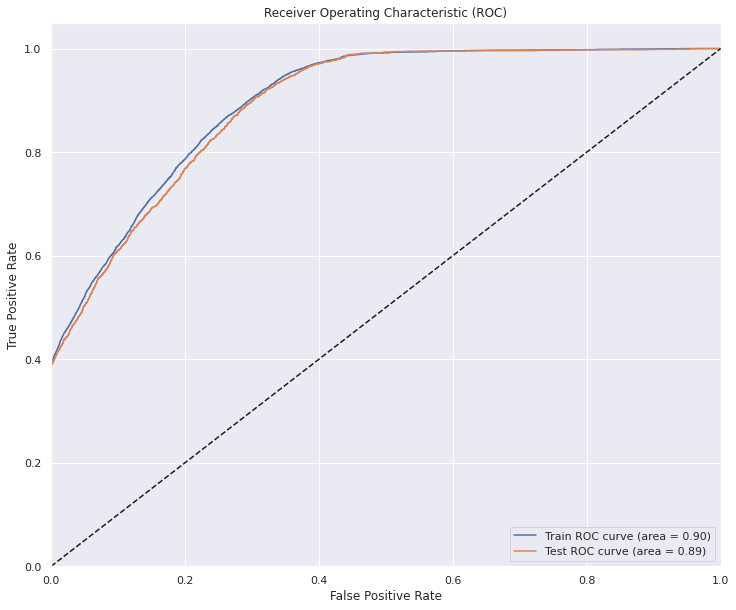 Receiver Operating Characteristic (ROC)
True Positive Rate
1.0
0.8
0.6
0.4
0.2
0.0
0.0 0.2 0.4 0.6 0.8 1.0
False Positive Rate
Train ROC curve (area = 0.90)
Test ROC curve (area = 0.89)